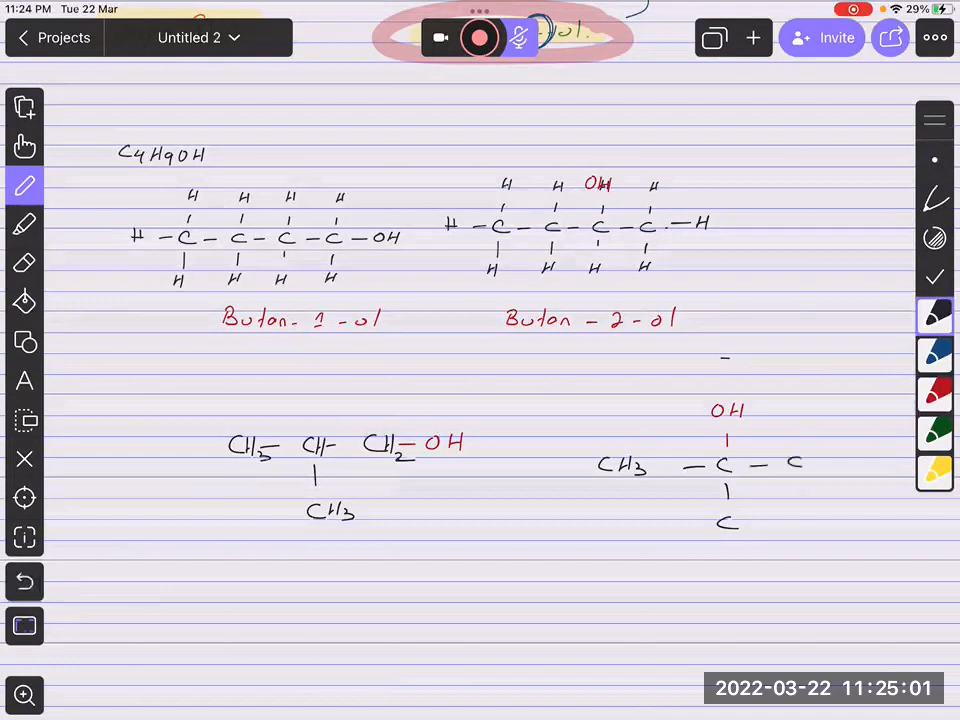 11:24 PM Tue 22 Mar
29%
Projects
Untitled 2
ol.
Invite
C4H9OH
H H H H
H - C - C - C - C - OH
H H H H
Butan - 1 - ol
H H OH H
H - C - C - C - C - H
H H H H
Butan - 2 - ol
CH3 - CH - CH2 - OH
CH3
OH
CH3 - C - C
C
2022-03-22 11:25:01